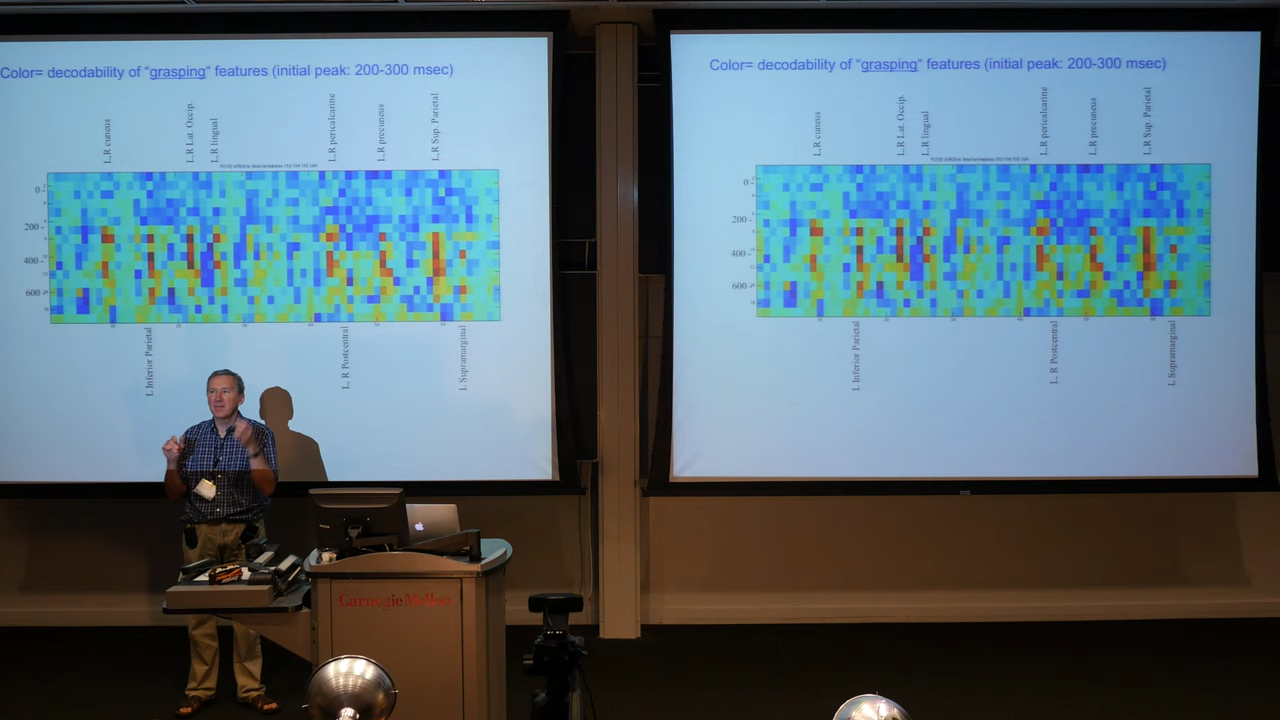 Color= decodability of “grasping“ features (initial peak: 200-300 msec)
L,R cuneus
L,R Lat. Occip.
L,R lingual
L,R pericalcarine
L,R precuneus
L,R Sup. Parietal
0
200
400
600
L Inferior Parietal
L, R Postcentral
L Supramarginal
Color= decodability of “grasping“ features (initial peak: 200-300 msec)
L,R cuneus
L,R Lat. Occip.
L,R lingual
L,R pericalcarine
L,R precuneus
L,R Sup. Parietal
0
200
400
600
L Inferior Parietal
L, R Postcentral
L Supramarginal
Carnegie Mellon